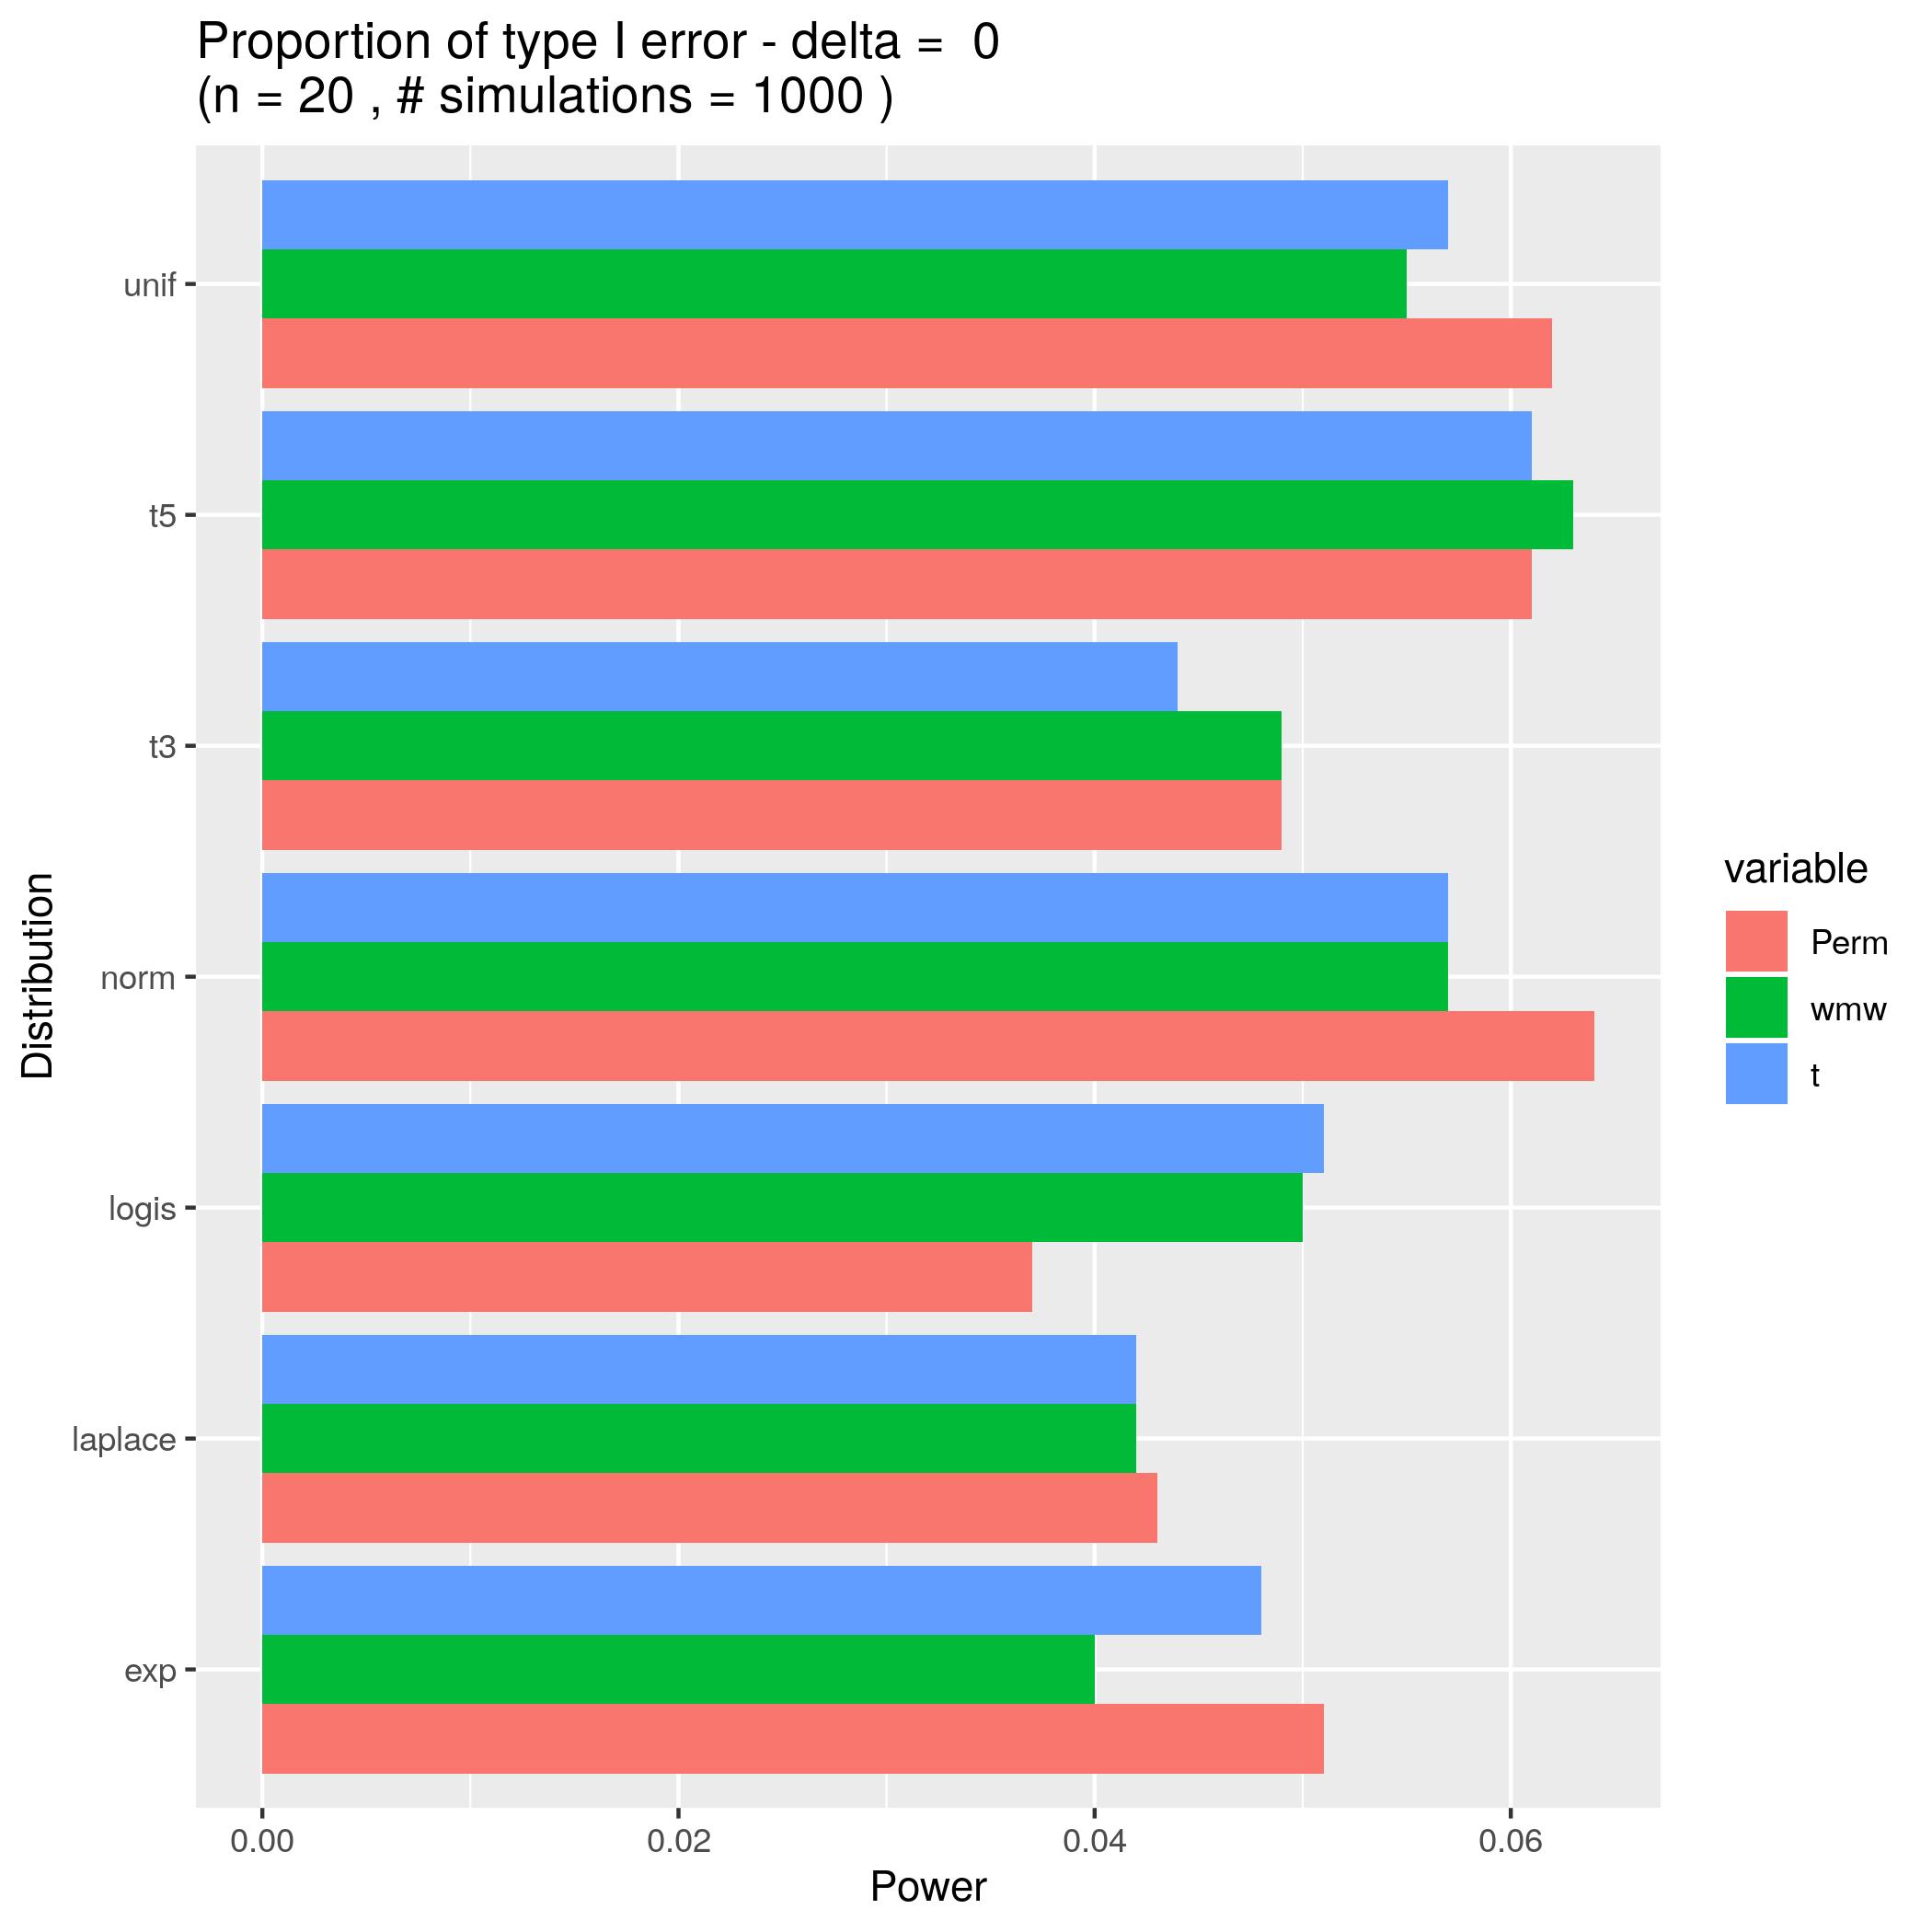 Proportion of type I error - delta =  0
(n = 20 , # simulations = 1000 )
Distribution
unif
t5
t3
norm
logis
laplace
exp
0.00 0.02 0.04 0.06
Power
variable
Perm
wmw
t